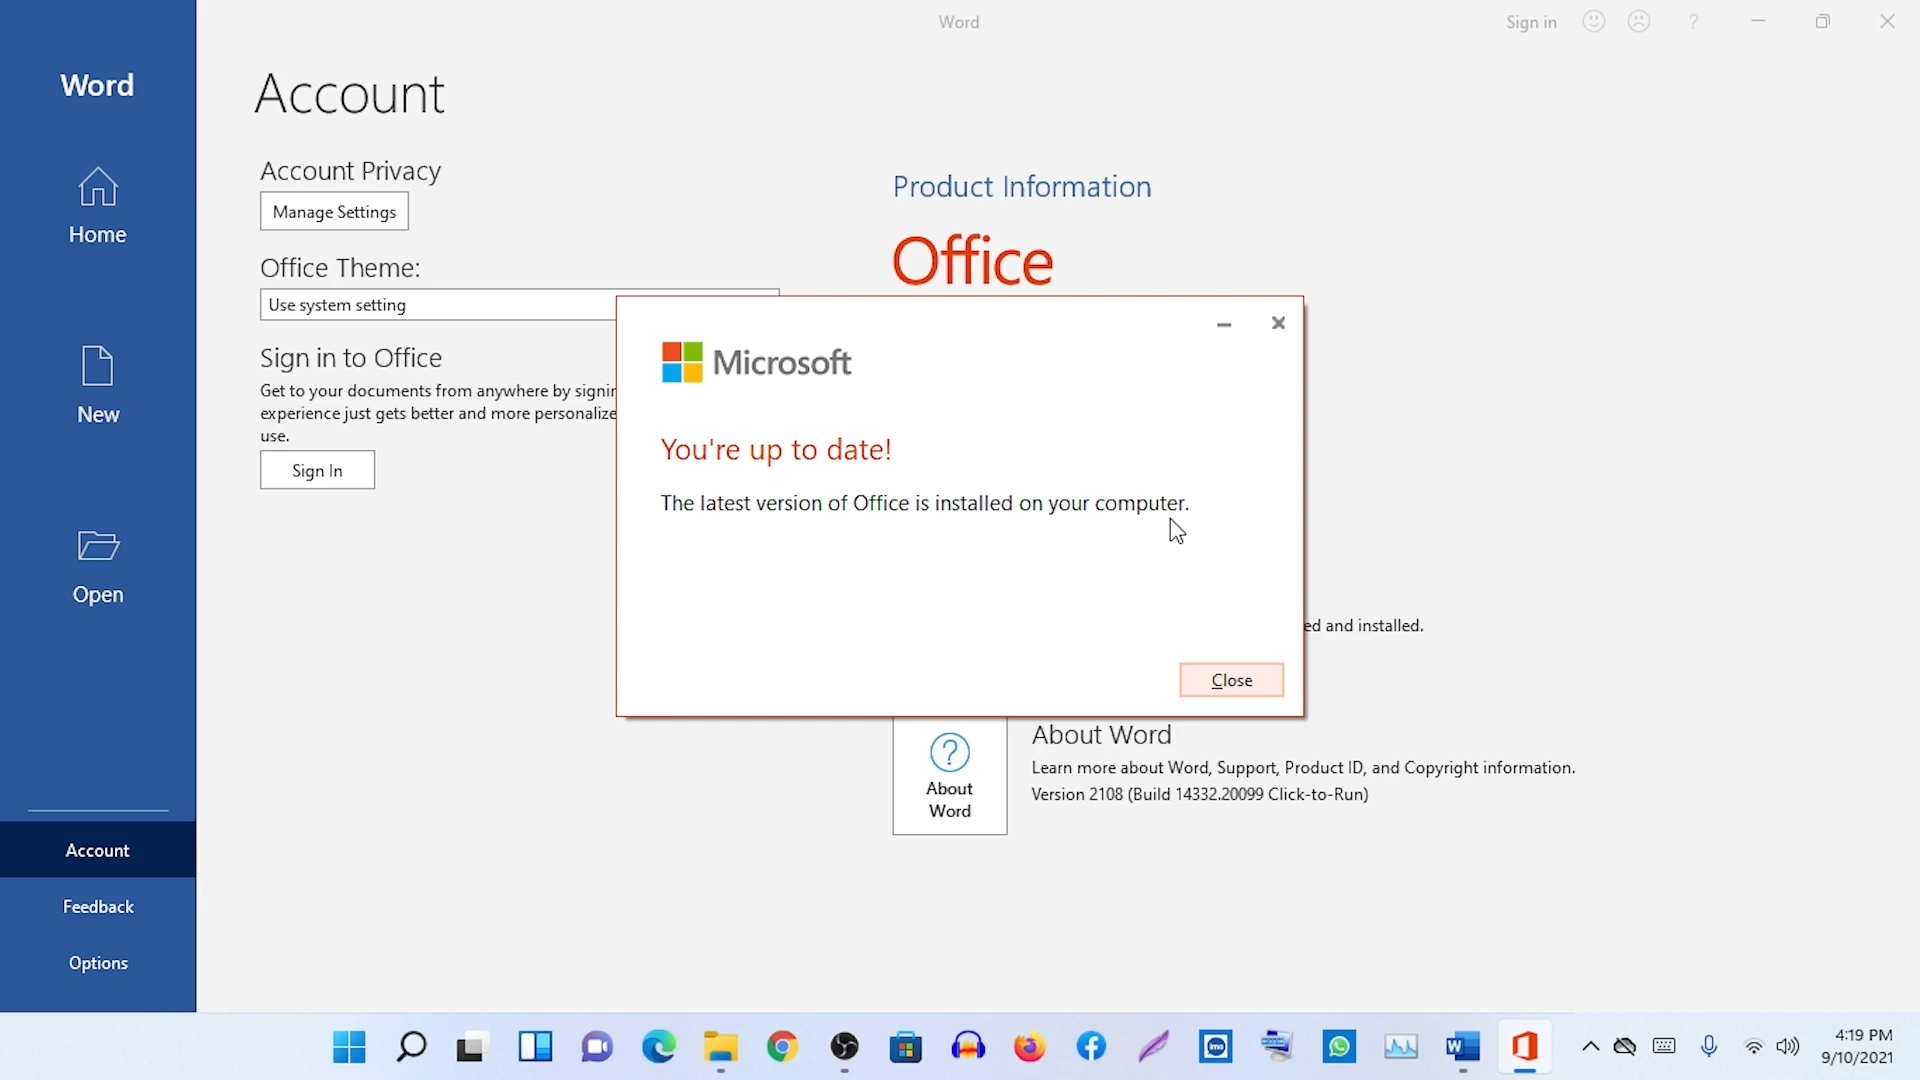 Word
Sign in
?
Word
Home
New
Open
Account
Feedback
Options
Account
Account Privacy
Manage Settings
Office Theme:
Use system setting
Sign in to Office
Get to your documents from anywhere by signin
experience just gets better and more personalize
use.
Sign In
Product Information
Office
Microsoft
You're up to date!
The latest version of Office is installed on your computer.
Close
ed and installed.
?
About
Word
About Word
Learn more about Word, Support, Product ID, and Copyright information.
Version 2108 (Build 14332.20099 Click-to-Run)
imo
W
4:19 PM
9/10/2021